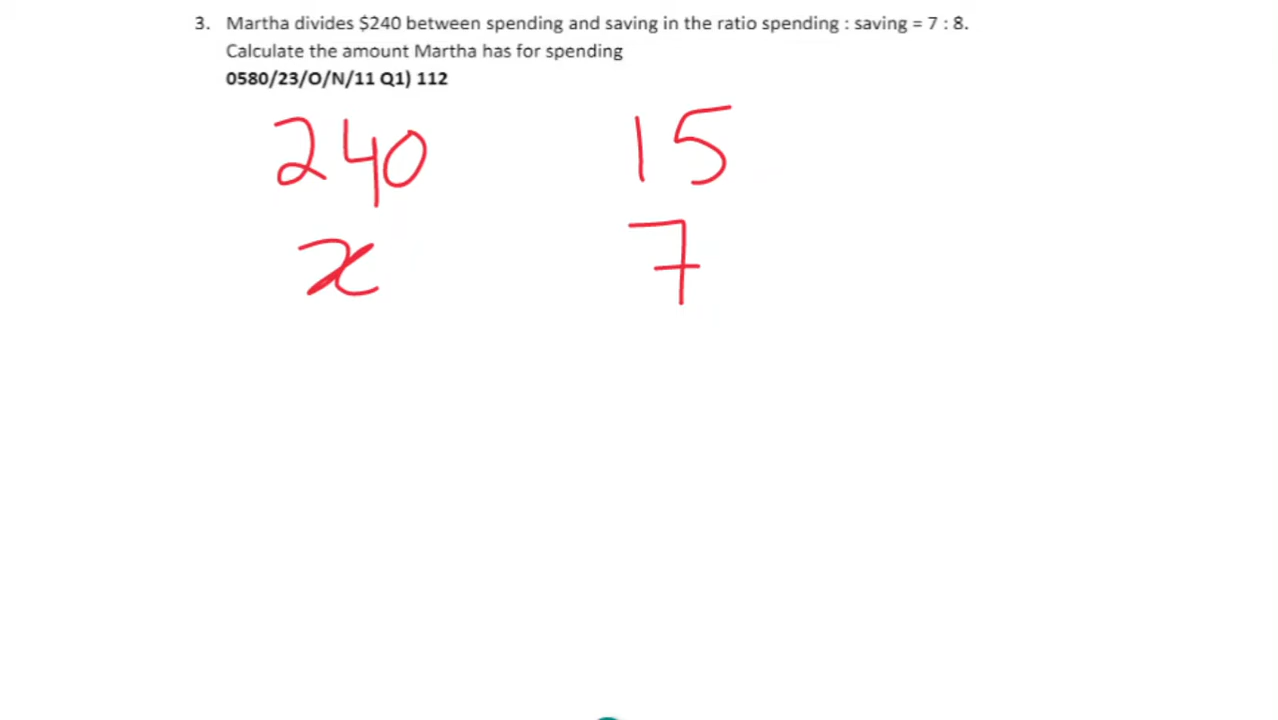 3. Martha divides $240 between spending and saving in the ratio spending : saving = 7 : 8.
Calculate the amount Martha has for spending
0580/23/O/N/11 Q1) 112
240 15
x 7